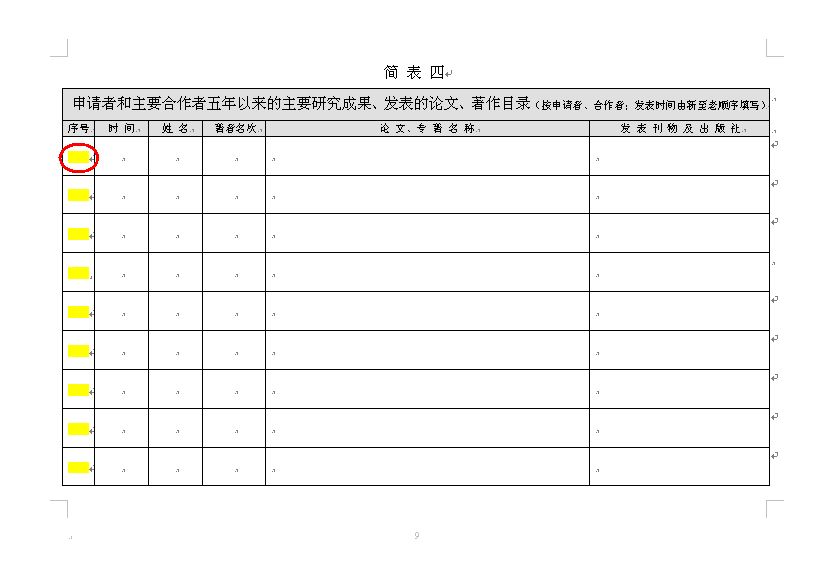 简 表 四
申请者和主要合作者五年以来的主要研究成果、发表的论文、著作目录（按申请者、合作者；发表时间由新至老顺序填写）
序号 时 间 姓 名 著者名次 论 文、专 著 名 称 发 表 刊 物 及 出 版 社
9